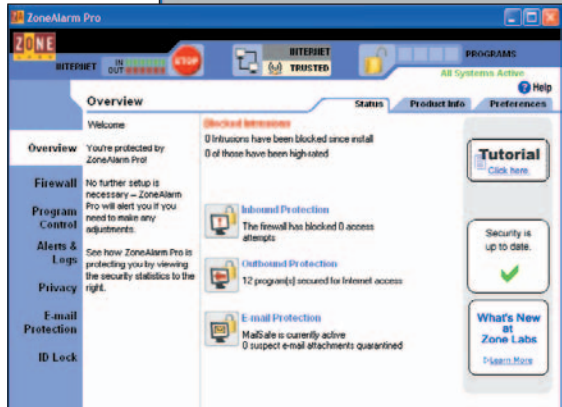 ZoneAlarm Pro
ZONE
LABS
INTERNET
IN
OUT
STOP
INTERNET
TRUSTED
PROGRAMS
All Systems Active
Help
Overview
Status
Product Info
Preferences
Overview
Firewall
Program
Control
Alerts &
Logs
Privacy
E-mail
Protection
ID Lock
Welcome
You're protected by
ZoneAlarm Pro!
No further setup is
necessary – ZoneAlarm
Pro will alert you if you
need to make any
adjustments.
See how ZoneAlarm Pro is
protecting you by viewing
the security statistics to the
right.
Blocked Intrusions
0 Intrusions have been blocked since install
0 of those have been high-rated
Inbound Protection
The firewall has blocked 0 access
attempts
Outbound Protection
12 program(s) secured for Internet access
E-mail Protection
MailSafe is currently active
0 suspect e-mail attachments quarantined
Tutorial
Click here.
Security is
up to date.
What's New
at
Zone Labs
Learn More